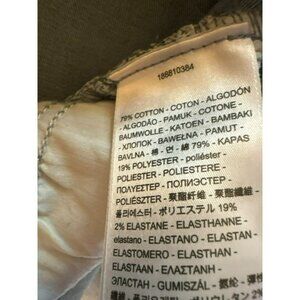 188810384
79% COTTON - COTON - ALGODÓN
ALGODÃO - PAMUK - COTONE -
BAUMWOLLE - KATOEN - BAMBAKI
ХЛОПОК - BAWEŁNA - PAMUT -
BAVLNA - 棉 - 면 - 綿 79% - KAPAS
19% POLYESTER - poliéster -
POLIESTER - POLIESTERE -
ПОЛУЕΣТЕР - ПОЛИЭСТЕР -
POLIÉSZTER - 聚酯纖維 - 聚酯纤维 -
폴리에스터 - ポリエステル 19%
2% ELASTANE - ELASTHANNE -
elastano - ELASTANO - ELASTAN -
ELASTOMERO - ELASTHAN -
ELASTAAN - ΕΛΑΣΤΑΝΗ -
ЭЛАСТАН - GUMISZÁL -